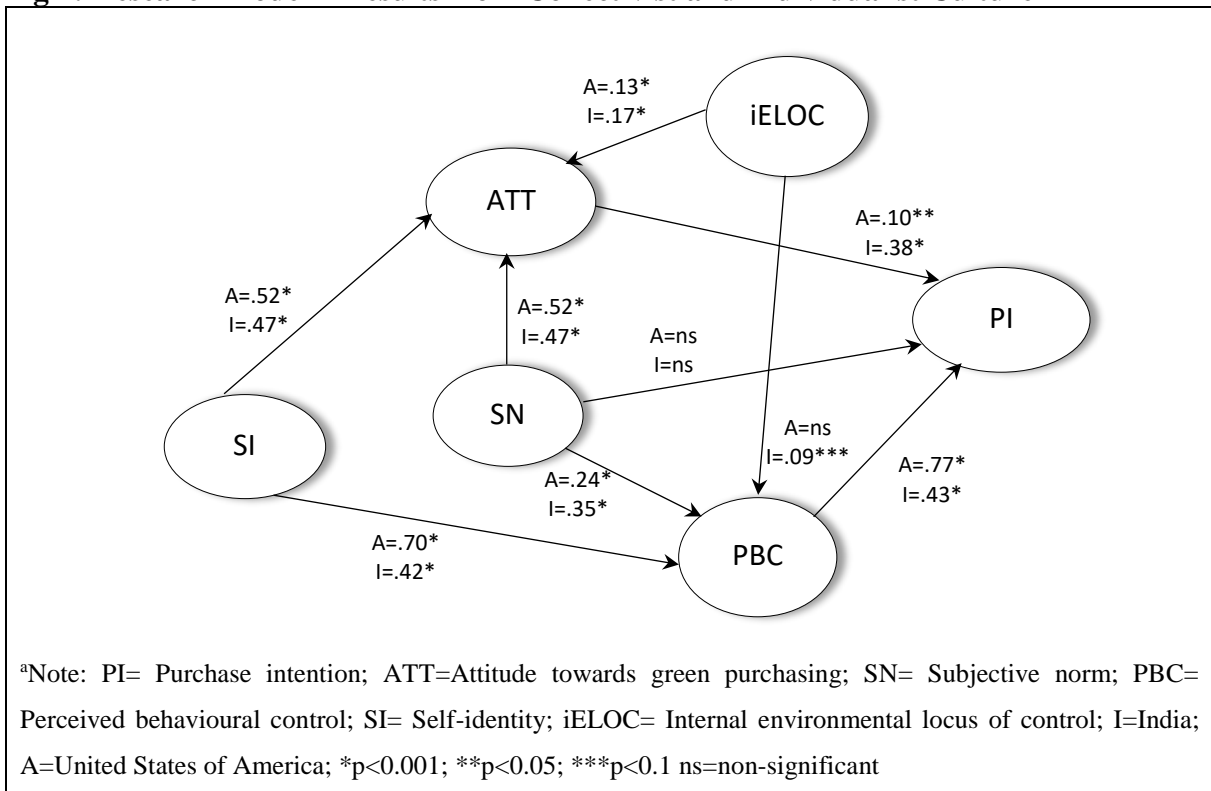 A=.13*
I=.17*
iELOC
ATT
A=.10**
I=.38*
A=.52*
I=.47*
A=.52*
I=.47*
PI
A=ns
I=ns
SN
SI
A=ns
I=.09***
A=.24*
I=.35*
A=.77*
I=.43*
A=.70*
I=.42*
PBC
ᵃNote: PI= Purchase intention; ATT=Attitude towards green purchasing; SN= Subjective norm; PBC=
Perceived behavioural control; SI= Self-identity; iELOC= Internal environmental locus of control; I=India;
A=United States of America; *p<0.001; **p<0.05; ***p<0.1 ns=non-significant